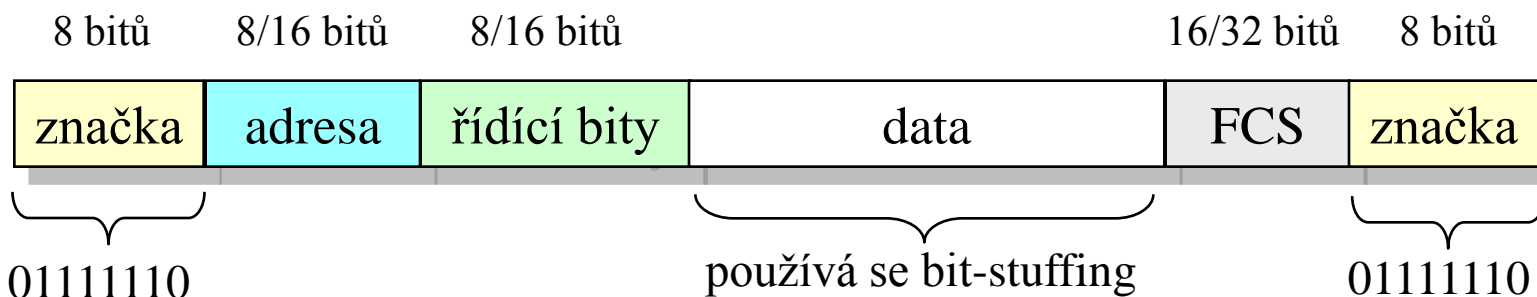 8 bitů 8/16 bitů 8/16 bitů 16/32 bitů 8 bitů
značka adresa řídící bity data FCS značka
01111110 používá se bit-stuffing 01111110